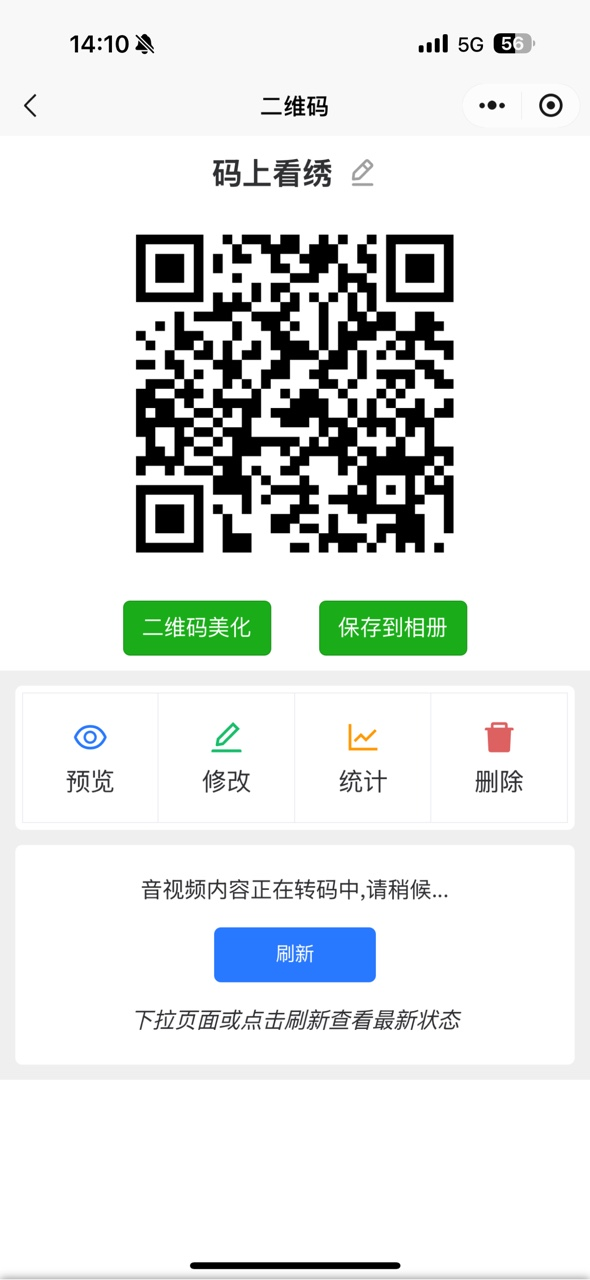 14:10 5G 56
二维码
码上看绣
二维码美化 保存到相册
预览 修改 统计 删除
音视频内容正在转码中,请稍候...
刷新
下拉页面或点击刷新查看最新状态